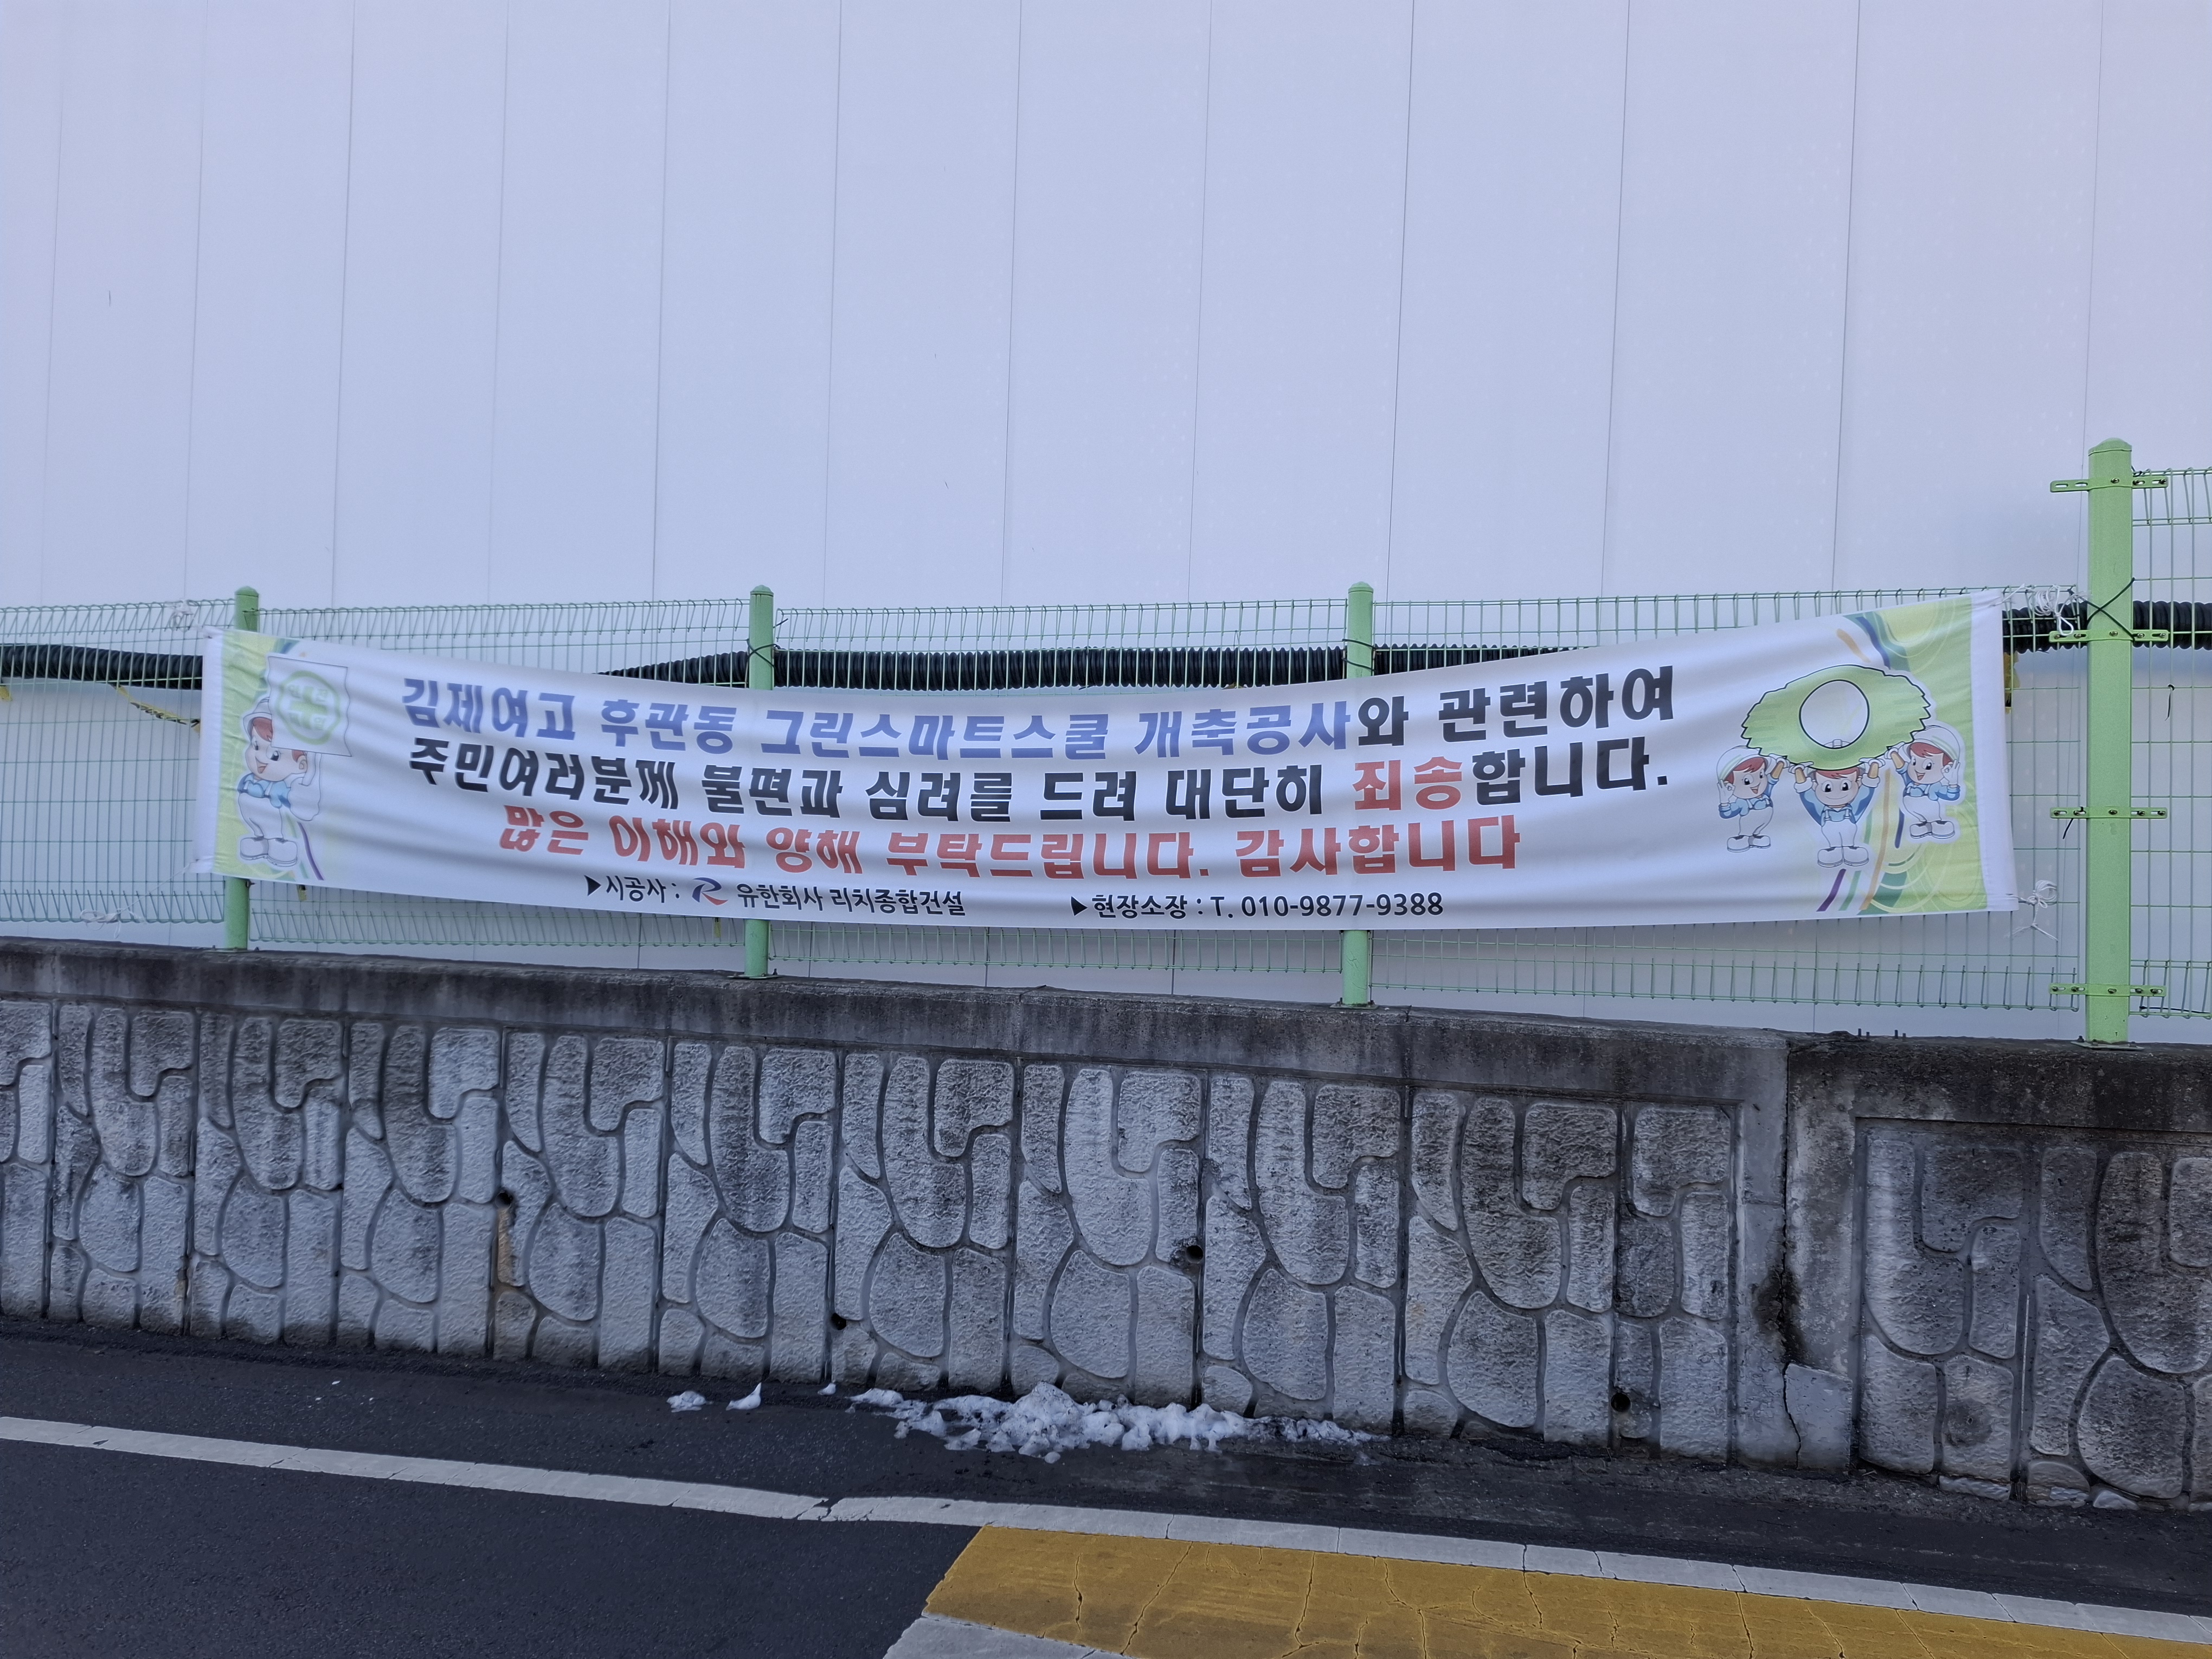 김제여고 후관동 그린스마트스쿨 개축공사와 관련하여
주민여러분께 불편과 심려를 드려 대단히 죄송합니다.
많은 이해와 양해 부탁드립니다. 감사합니다
▶시공사 : 유한회사 리치종합건설 ▶현장소장 : T. 010-9877-9388